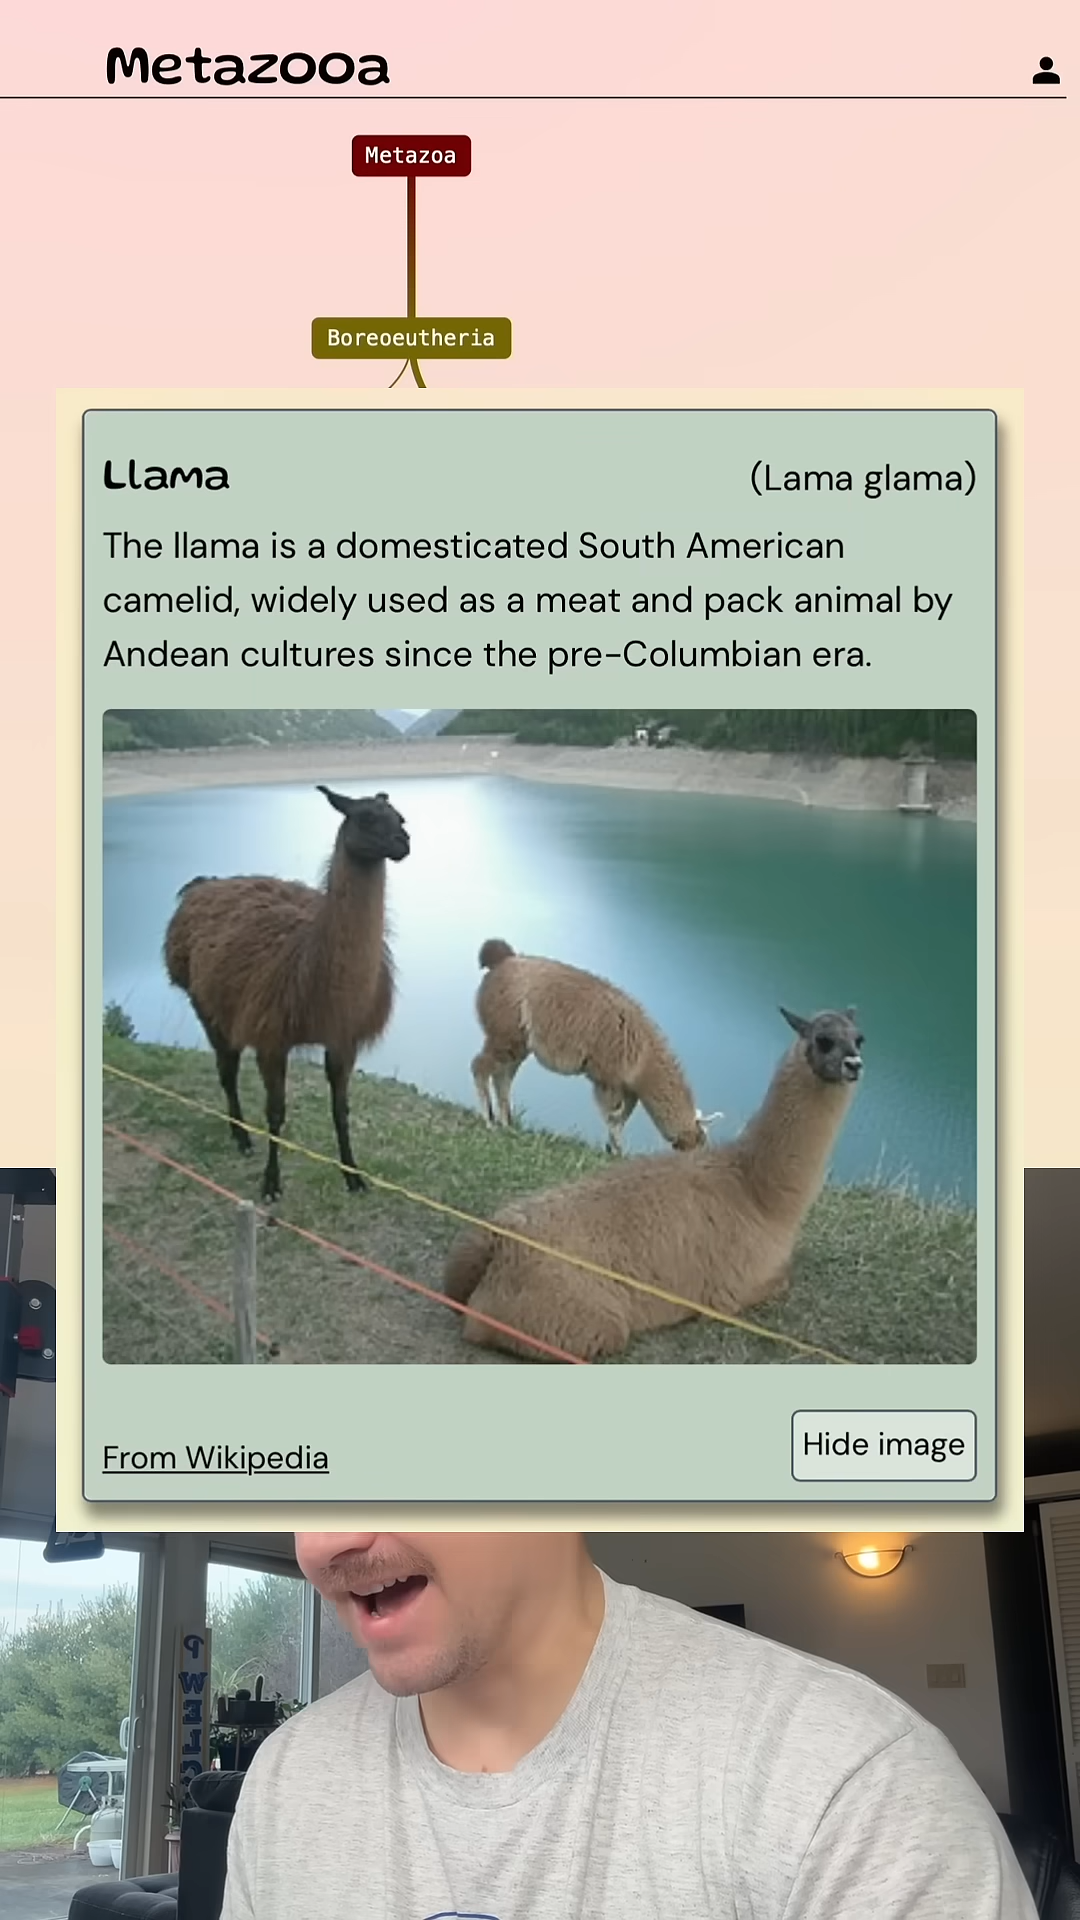 Metazooa
Metazoa
Boreoeutheria
Llama (Lama glama)
The llama is a domesticated South American
camelid, widely used as a meat and pack animal by
Andean cultures since the pre-Columbian era.
From Wikipedia
Hide image